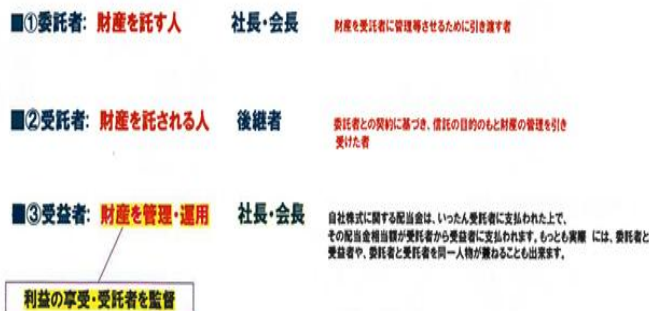 ■①委託者: 財産を託す人 社長・会長 財産を受託者に管理等させるために引き渡す者
■②受託者: 財産を託される人 後継者 委託者との契約に基づき、信託の目的のもと財産の管理を引き
受けた者
■③受益者: 財産を管理・運用 社長・会長 自社株式に関する配当金は、いったん受託者に支払われた上で、
その配当金相当額が受託者から受益者に支払われます。もっとも実際 には、委託者と
受益者や、委託者と受託者を同一人物が兼ねることも出来ます。
利益の享受・受託者を監督